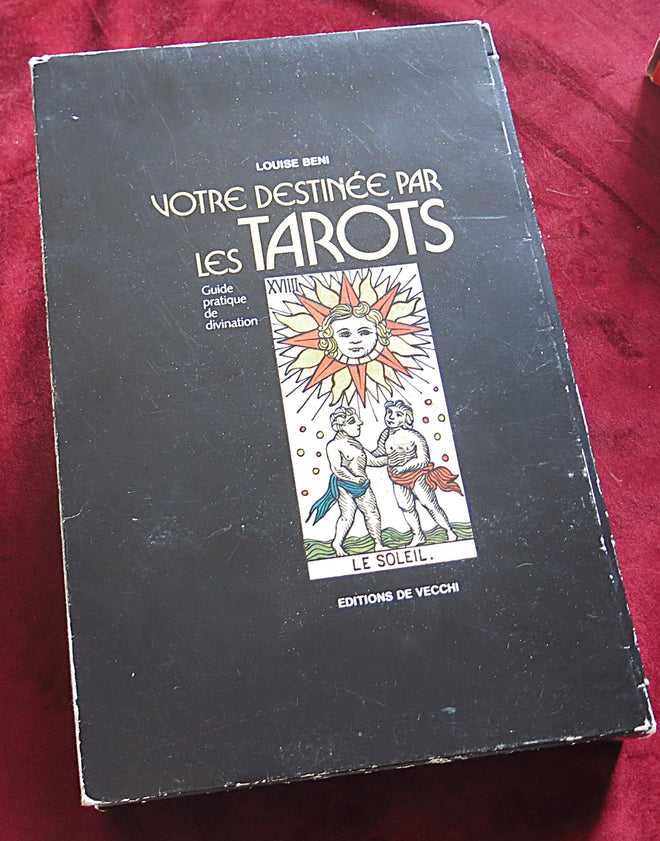 LOUISE BENI
VOTRE DESTINÉE PAR
LES TAROTS
Guide
pratique
de
divination
XVIIII
LE SOLEIL.
EDITIONS DE VECCHI